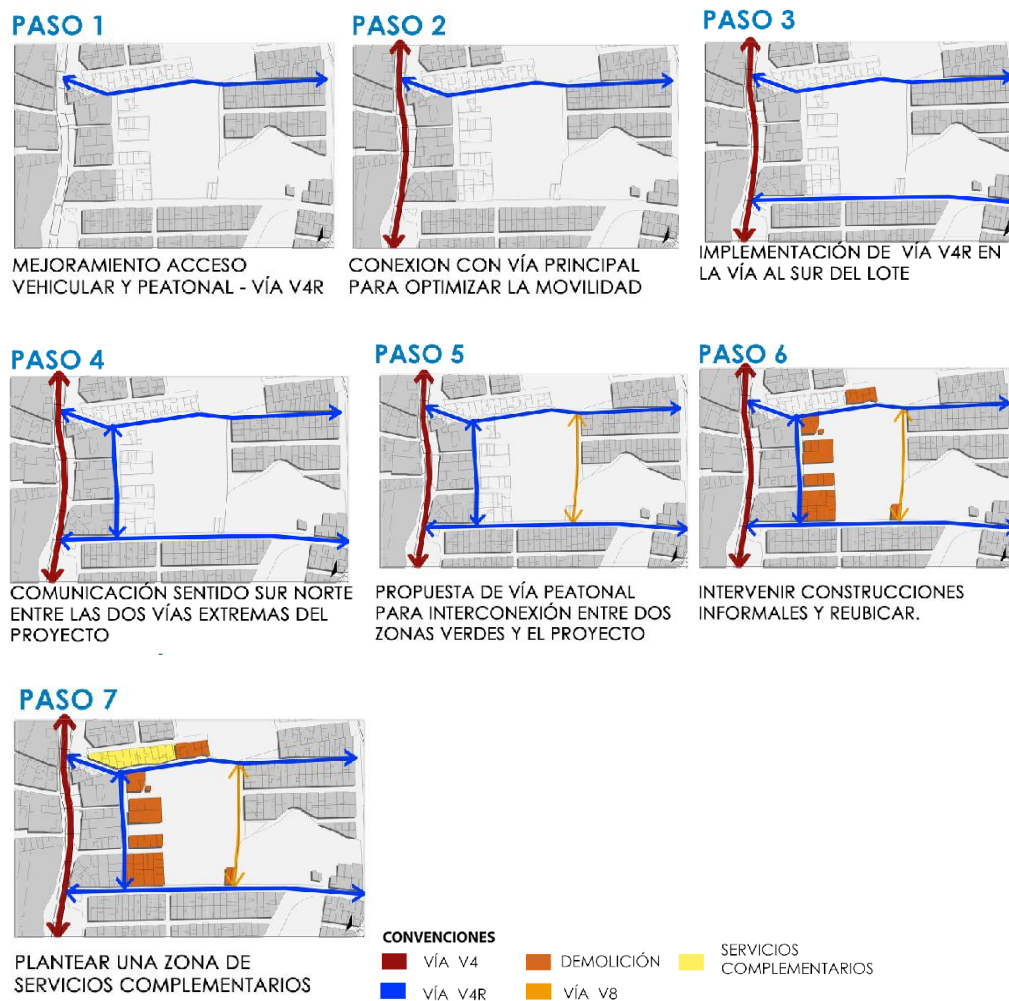 PASO 1
MEJORAMIENTO ACCESO
VEHICULAR Y PEATONAL - VÍA V4R
PASO 2
CONEXION CON VÍA PRINCIPAL
PARA OPTIMIZAR LA MOVILIDAD
PASO 3
IMPLEMENTACIÓN DE VÍA V4R EN
LA VÍA AL SUR DEL LOTE
PASO 4
COMUNICACIÓN SENTIDO SUR NORTE
ENTRE LAS DOS VÍAS EXTREMAS DEL
PROYECTO
PASO 5
PROPUESTA DE VÍA PEATONAL
PARA INTERCONEXIÓN ENTRE DOS
ZONAS VERDES Y EL PROYECTO
PASO 6
INTERVENIR CONSTRUCCIONES
INFORMALES Y REUBICAR.
PASO 7
PLANTEAR UNA ZONA DE
SERVICIOS COMPLEMENTARIOS
CONVENCIONES
VÍA V4
DEMOLICIÓN
SERVICIOS
COMPLEMENTARIOS
VÍA V4R
VÍA V8